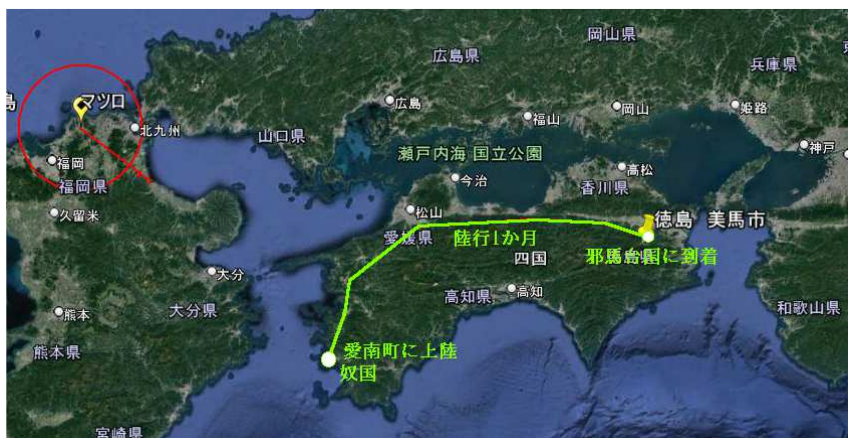 岡山県
広島県
兵庫県
島
マツロ
広島
岡山
姫路
北九州
山口県
福山
瀬戸内海 国立公園
神戸
福岡
高松
今治
福岡県
香川県
久留米
松山
徳島 美馬市
愛媛県
陸行1か月
四国
邪馬台国に到着
大分
高知県
高知
大分県
和歌山県
熊本
愛南町に上陸
熊本県
奴国
宮崎県